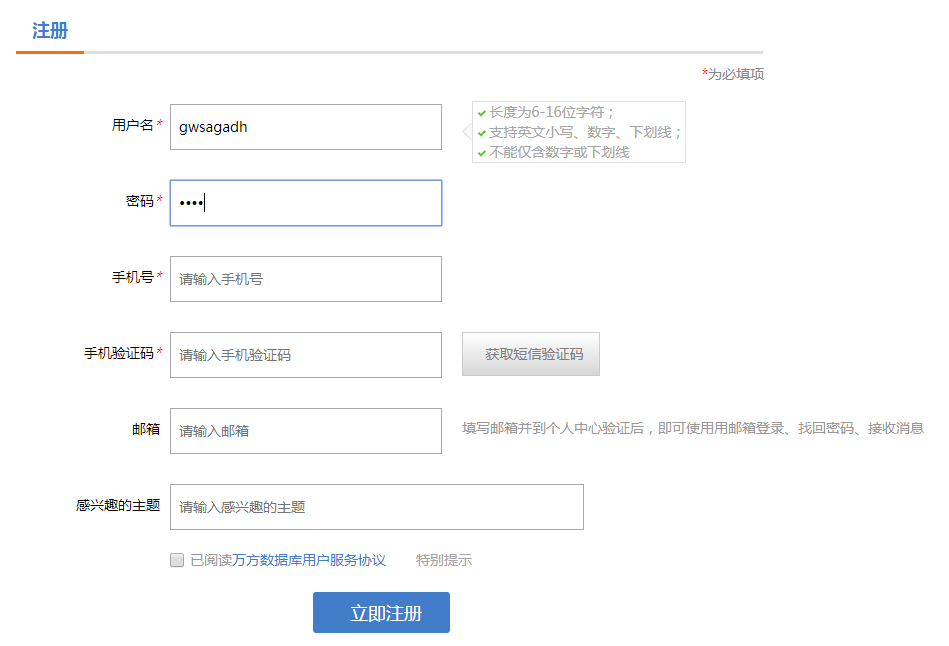 注册
*为必填项
用户名* gwsagadh
长度为6-16位字符；
支持英文小写、数字、下划线；
不能仅含数字或下划线
密码* ••••
手机号* 请输入手机号
手机验证码* 请输入手机验证码 获取短信验证码
邮箱 请输入邮箱 填写邮箱并到个人中心验证后，即可使用用邮箱登录、找回密码、接收消息
感兴趣的主题 请输入感兴趣的主题
已阅读万方数据库用户服务协议 特别提示
立即注册